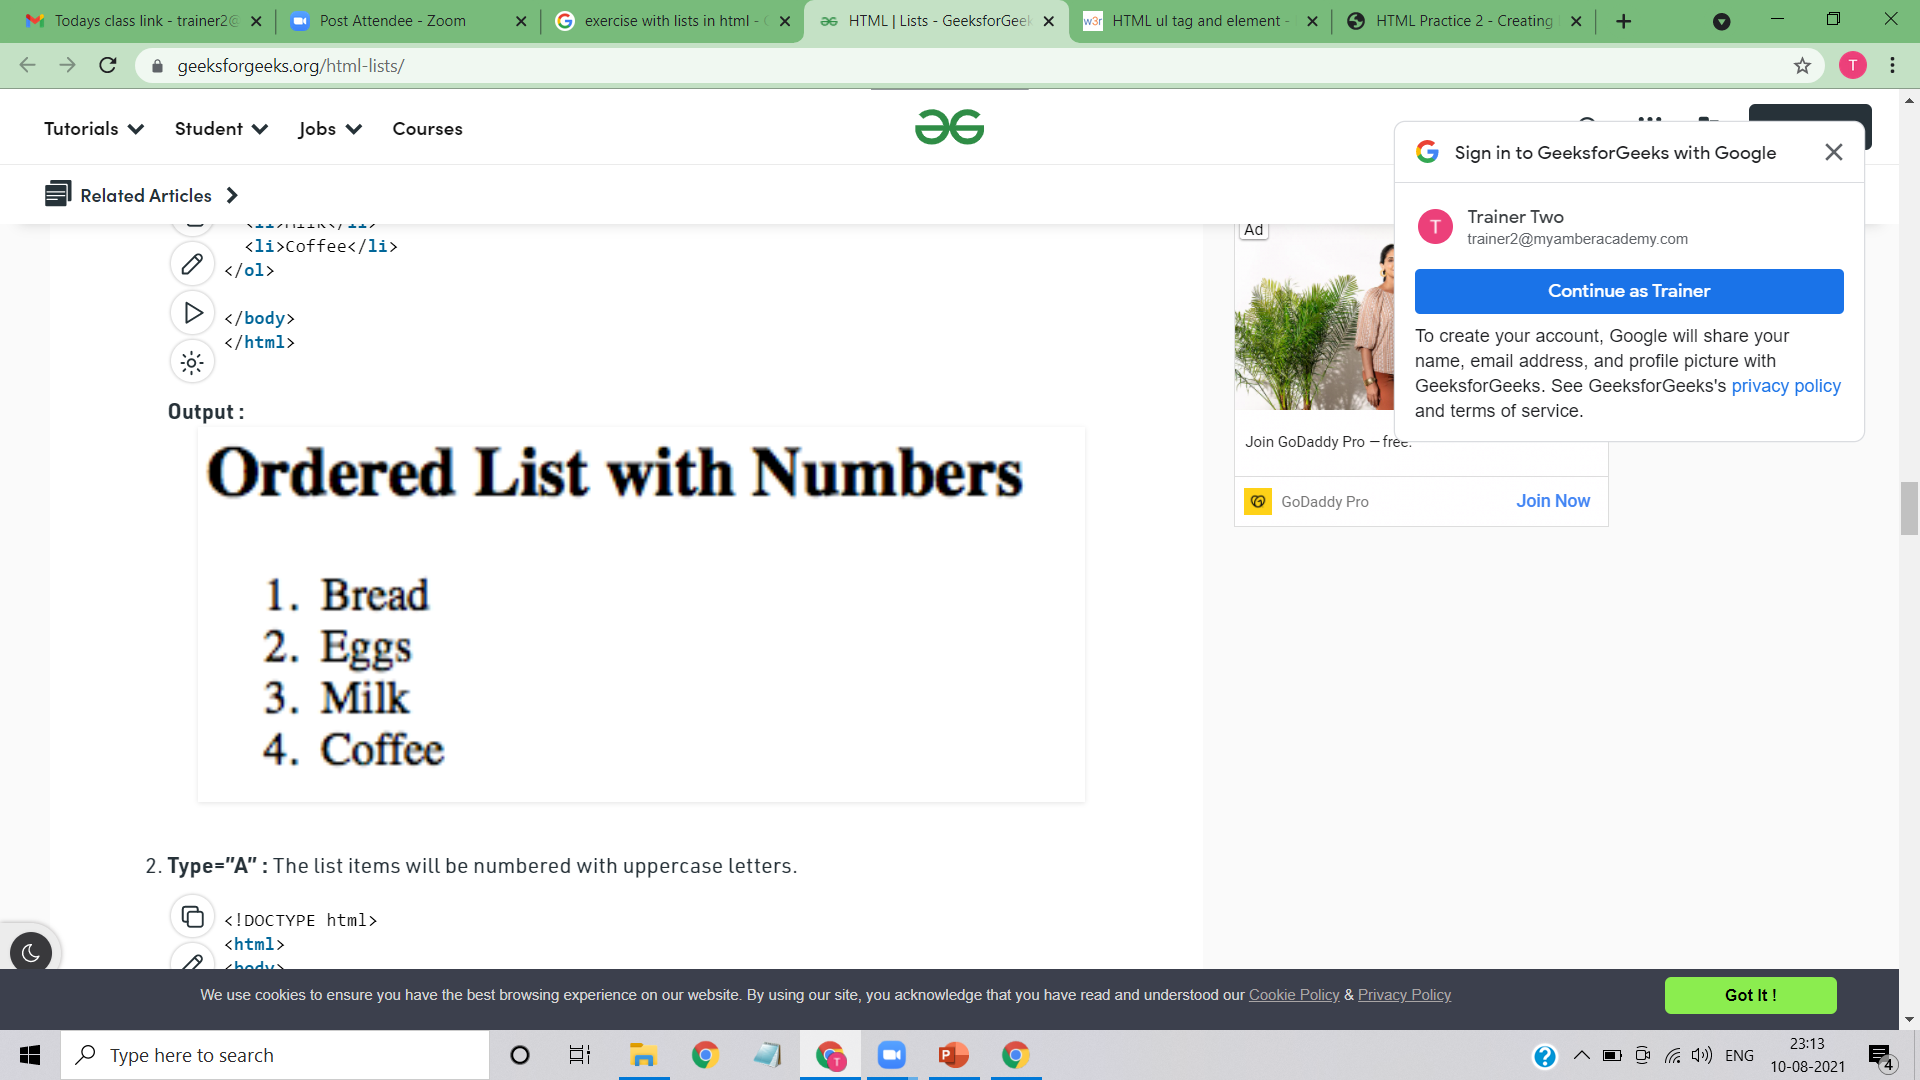 Todays class link - trainer2@
Post Attendee - Zoom
exercise with lists in html -
HTML | Lists - GeeksforGeek
w3r HTML ul tag and element -
HTML Practice 2 - Creating
geeksforgeeks.org/html-lists/
T
Tutorials
Student
Jobs
Courses
Related Articles
<li>Milk</li>
<li>Coffee</li>
</ol>
</body>
</html>
Output :
Ordered List with Numbers
1. Bread
2. Eggs
3. Milk
4. Coffee
2. Type="A" : The list items will be numbered with uppercase letters.
<!DOCTYPE html>
<html>
<body>
Ad
Join GoDaddy Pro — free.
GoDaddy Pro
Join Now
Sign in to GeeksforGeeks with Google
T
Trainer Two
trainer2@myamberacademy.com
Continue as Trainer
To create your account, Google will share your
name, email address, and profile picture with
GeeksforGeeks. See GeeksforGeeks's privacy policy
and terms of service.
We use cookies to ensure you have the best browsing experience on our website. By using our site, you acknowledge that you have read and understood our Cookie Policy & Privacy Policy
Got It !
Type here to search
ENG
23:13
10-08-2021
4